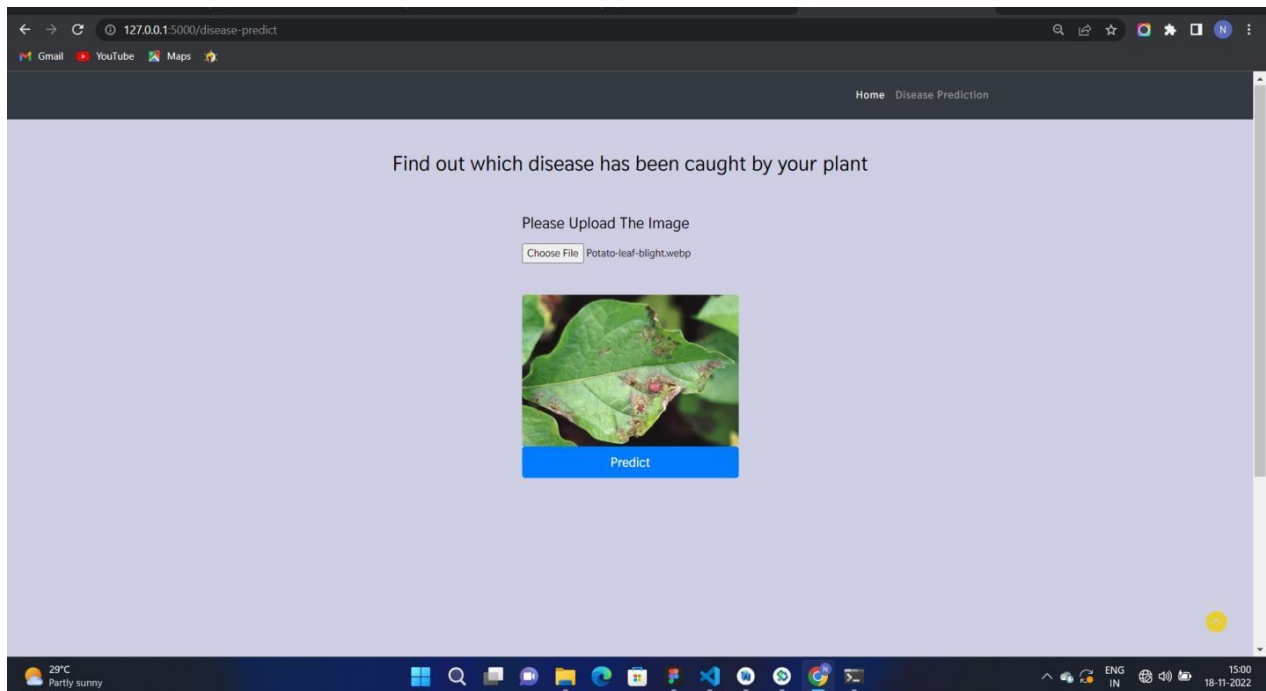 127.0.0.1:5000/disease-predict
N
Gmail YouTube Maps
Home Disease Prediction
Find out which disease has been caught by your plant
Please Upload The Image
Choose File Potato-leaf-blight.webp
Predict
29°C
Partly sunny
ENG
IN
15:00
18-11-2022